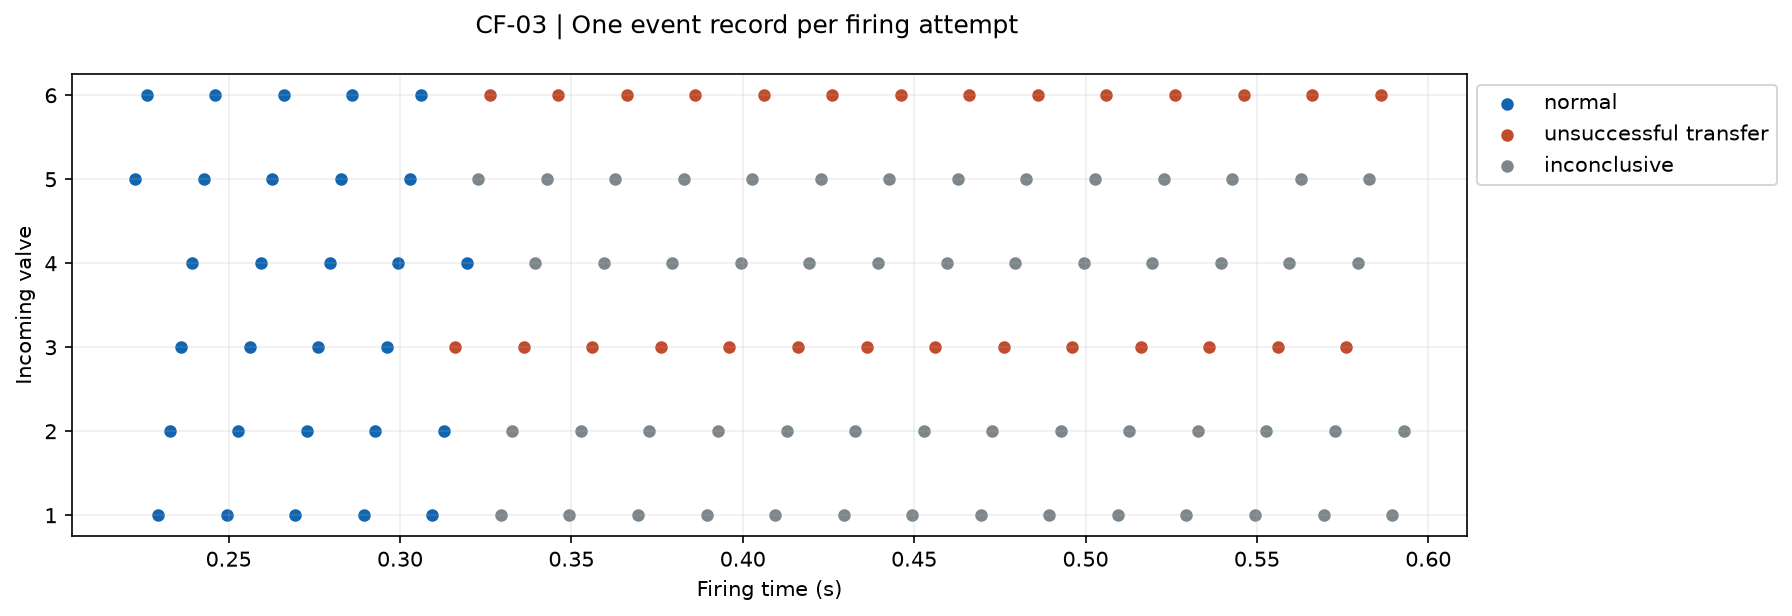 CF-03 | One event record per firing attempt
normal
unsuccessful transfer
inconclusive
Incoming valve
6
5
4
3
2
1
0.25
0.30
0.35
0.40
0.45
0.50
0.55
0.60
Firing time (s)